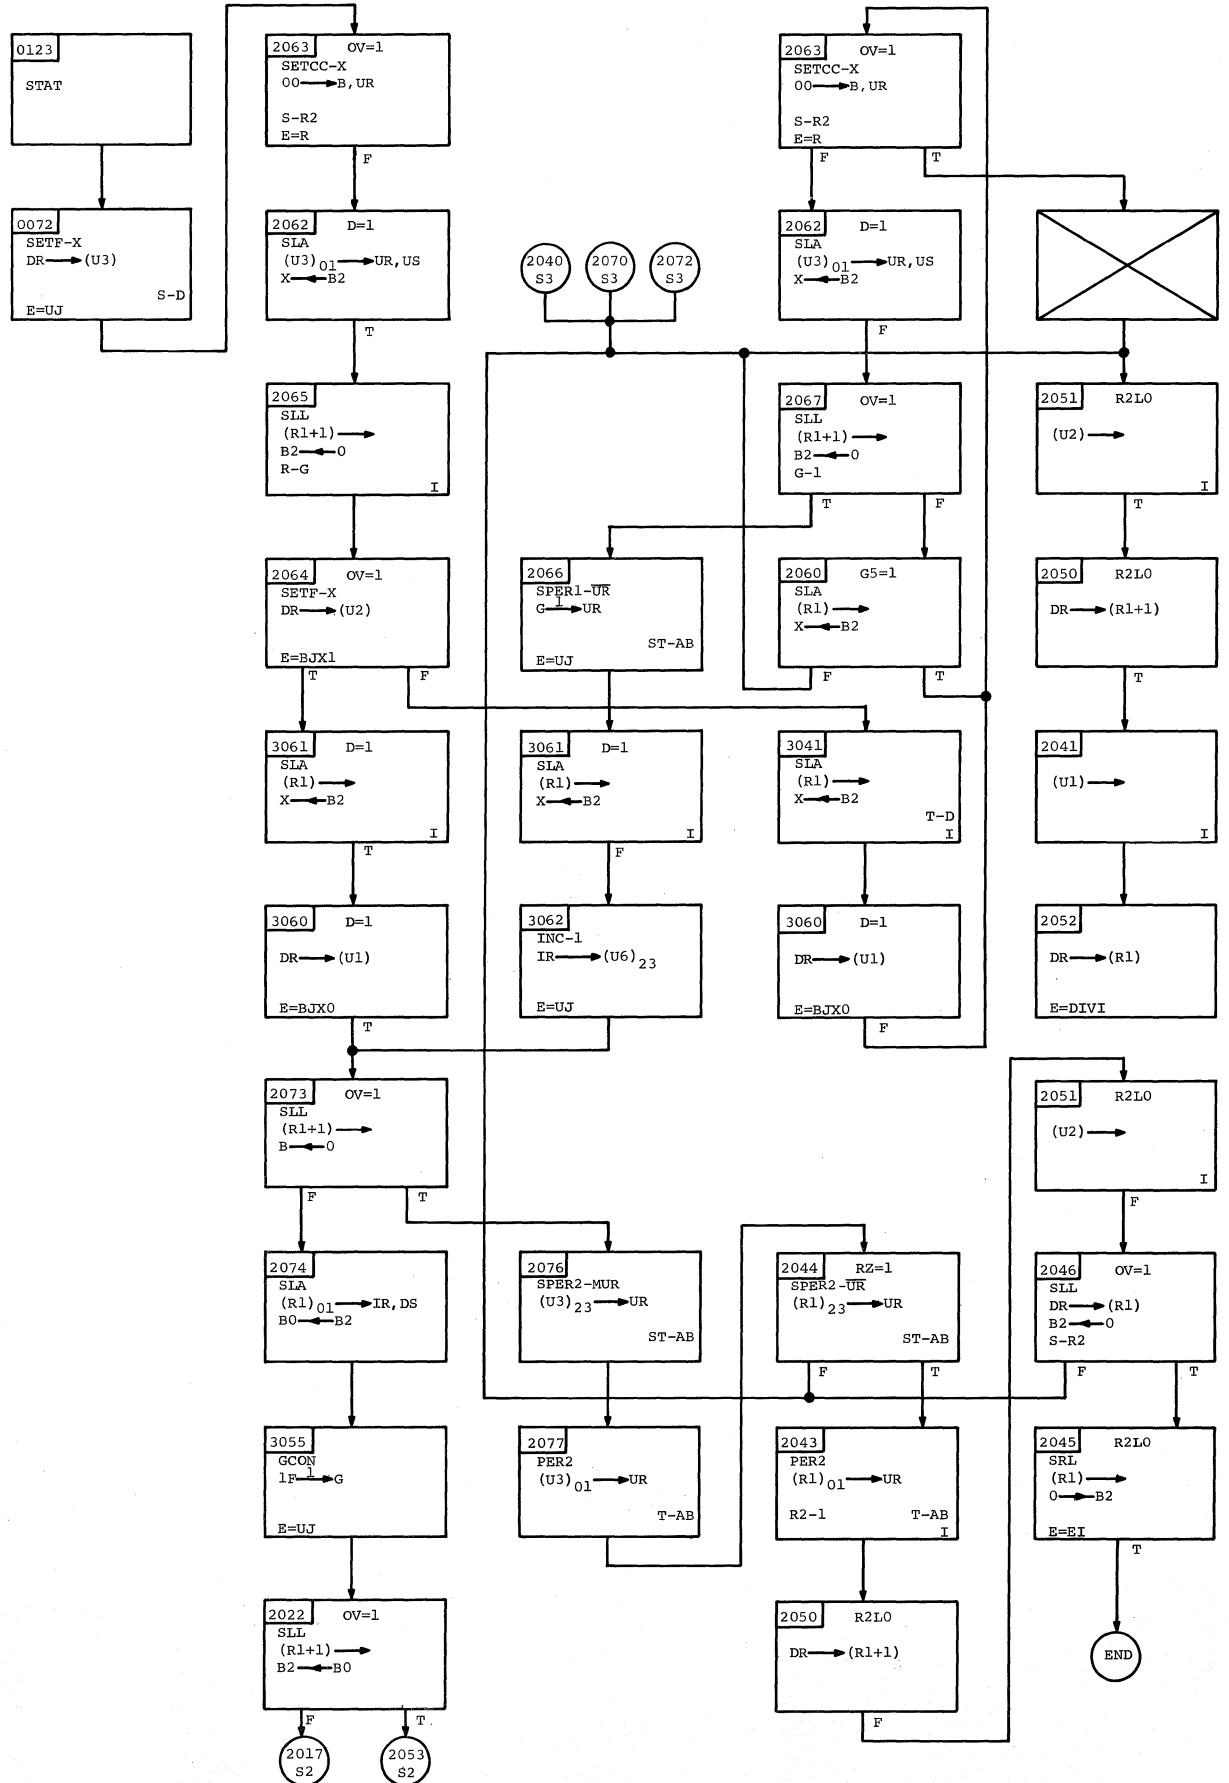 0123
STAT
0072
SETF-X
DR (U3)
S-D
E=UJ
2063 OV=1
SETCC-X
00 B,UR
S-R2
E=R
F
2062 D=1
SLA
(U3)01 UR,US
X B2
T
2065
SLL
(R1+1)
B2 0
R-G
I
2064 OV=1
SETF-X
DR (U2)
E=BJX1
T F
3061 D=1
SLA
(R1)
X B2
I
T
3060 D=1
DR (U1)
E=BJX0
T
2073 OV=1
SLL
(R1+1)
B 0
F T
2074
SLA
(R1)01 IR,DS
B0 B2
3055
GCON
1F 1 G
E=UJ
2022 OV=1
SLL
(R1+1)
B2 B0
F T
2017
S2
2053
S2
2040
S3
2070
S3
2072
S3
2066
SPER1-UR
G 1 UR
ST-AB
E=UJ
3061 D=1
SLA
(R1)
X B2
I
F
3062
INC-1
IR (U6)23
E=UJ
2076
SPER2-MUR
(U3)23 UR
ST-AB
2077
PER2
(U3)01 UR
T-AB
2063 OV=1
SETCC-X
00 B,UR
S-R2
E=R
F T
2062 D=1
SLA
(U3)01 UR,US
X B2
F
2067 OV=1
SLL
(R1+1)
B2 0
G-1
T F
2060 G5=1
SLA
(R1)
X B2
F T
3041
SLA
(R1)
X B2
T-D
I
3060 D=1
DR (U1)
E=BJX0
F
2044 RZ=1
SPER2-UR
(R1)23 UR
ST-AB
F T
2043
PER2
(R1)01 UR
R2-1 T-AB
I
2050 R2L0
DR (R1+1)
F
2051 R2L0
(U2)
I
T
2050 R2L0
DR (R1+1)
T
2041
(U1)
I
2052
DR (R1)
E=DIVI
2051 R2L0
(U2)
I
F
2046 OV=1
SLL
DR (R1)
B2 0
S-R2
F T
2045 R2L0
SRL
(R1)
0 B2
E=EI
T
END